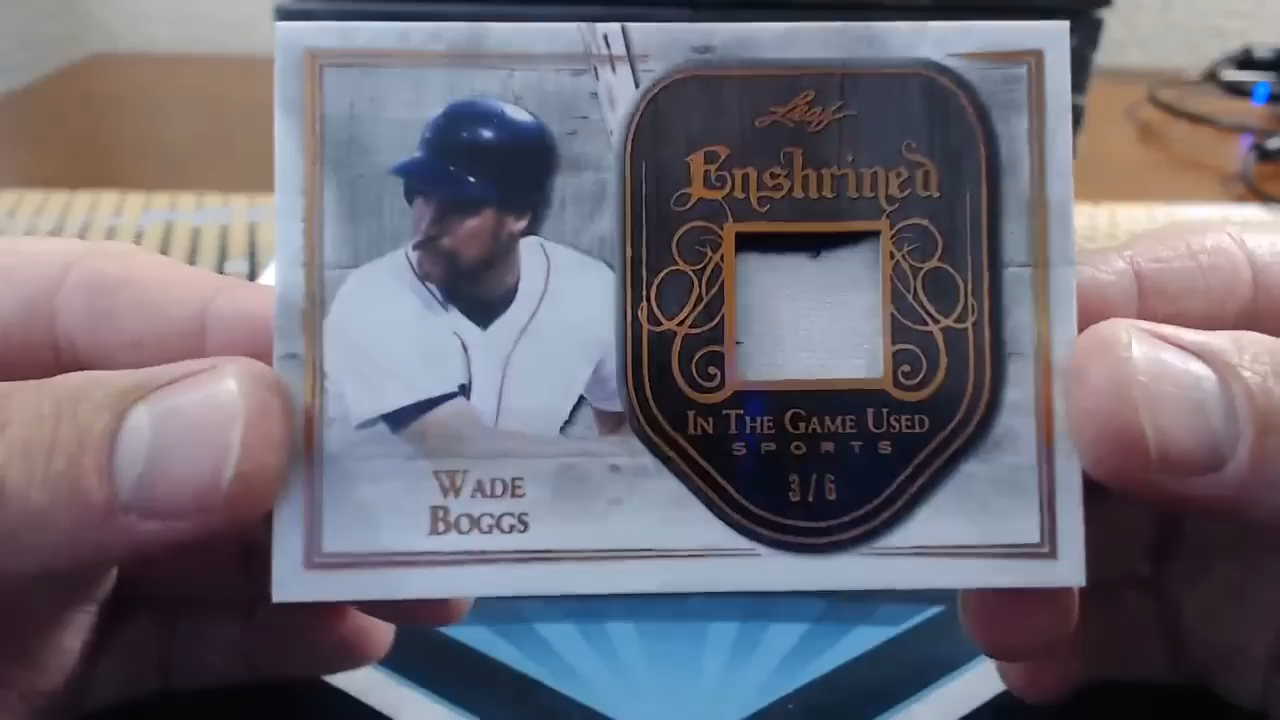 Leaf
Enshrined
IN THE GAME USED
SPORTS
3/6
WADE
BOGGS